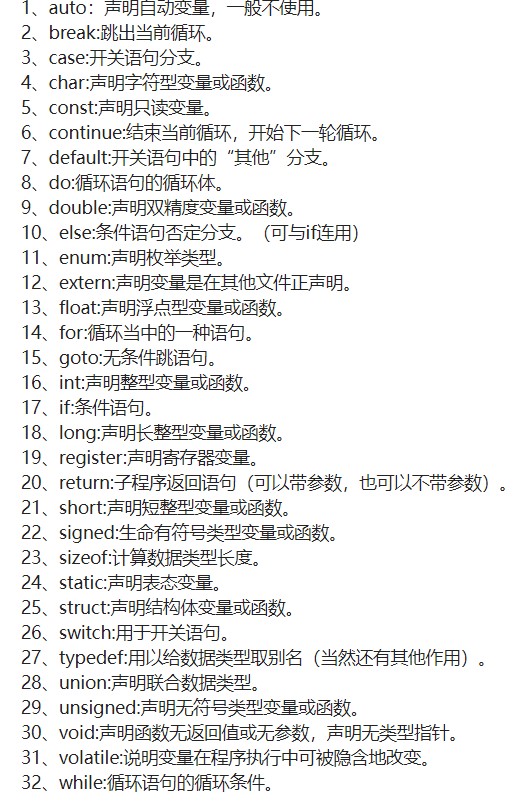 1、auto：声明自动变量，一般不使用。
2、break:跳出当前循环。
3、case:开关语句分支。
4、char:声明字符型变量或函数。
5、const:声明只读变量。
6、continue:结束当前循环，开始下一轮循环。
7、default:开关语句中的“其他”分支。
8、do:循环语句的循环体。
9、double:声明双精度变量或函数。
10、else:条件语句否定分支。（可与if连用）
11、enum:声明枚举类型。
12、extern:声明变量是在其他文件正声明。
13、float:声明浮点型变量或函数。
14、for:循环当中的一种语句。
15、goto:无条件跳语句。
16、int:声明整型变量或函数。
17、if:条件语句。
18、long:声明长整型变量或函数。
19、register:声明寄存器变量。
20、return:子程序返回语句（可以带参数，也可以不带参数）。
21、short:声明短整型变量或函数。
22、signed:生命有符号类型变量或函数。
23、sizeof:计算数据类型长度。
24、static:声明表态变量。
25、struct:声明结构体变量或函数。
26、switch:用于开关语句。
27、typedef:用以给数据类型取别名（当然还有其他作用）。
28、union:声明联合数据类型。
29、unsigned:声明无符号类型变量或函数。
30、void:声明函数无返回值或无参数，声明无类型指针。
31、volatile:说明变量在程序执行中可被隐含地改变。
32、while:循环语句的循环条件。